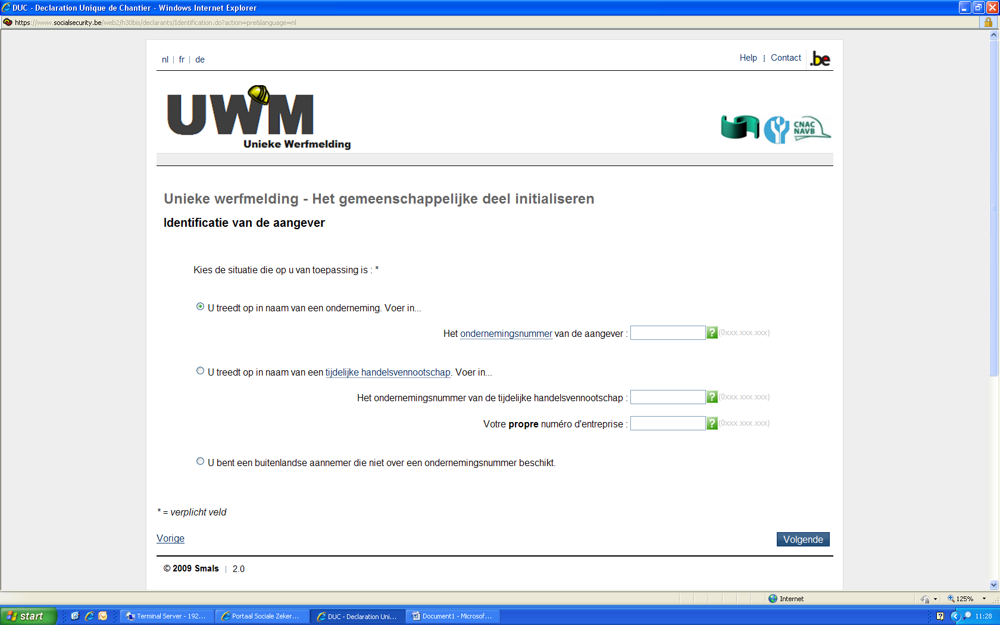 DUC - Declaration Unique de Chantier - Windows Internet Explorer
https://www.socialsecurity.be/web2/h30bis/declarants/Identification.do?action=pre&language=nl
nl fr de
Help Contact .be
UWM
Unieke Werfmelding
CNAC
NAVB
Unieke werfmelding - Het gemeenschappelijke deel initialiseren
Identificatie van de aangever
Kies de situatie die op u van toepassing is : *
U treedt op in naam van een onderneming. Voer in...
Het ondernemingsnummer van de aangever : ? (0xxx.xxx.xxx)
U treedt op in naam van een tijdelijke handelsvennootschap. Voer in...
Het ondernemingsnummer van de tijdelijke handelsvennootschap : ? (0xxx.xxx.xxx)
Votre propre numéro d'entreprise : ? (0xxx.xxx.xxx)
U bent een buitenlandse aannemer die niet over een ondernemingsnummer beschikt.
* = verplicht veld
Vorige Volgende
© 2009 Smals 2.0
Internet 125%
start Terminal Server - 192... Portaal Sociale Zeker... DUC - Declaration Uni... Document1 - Microsof... 11:28